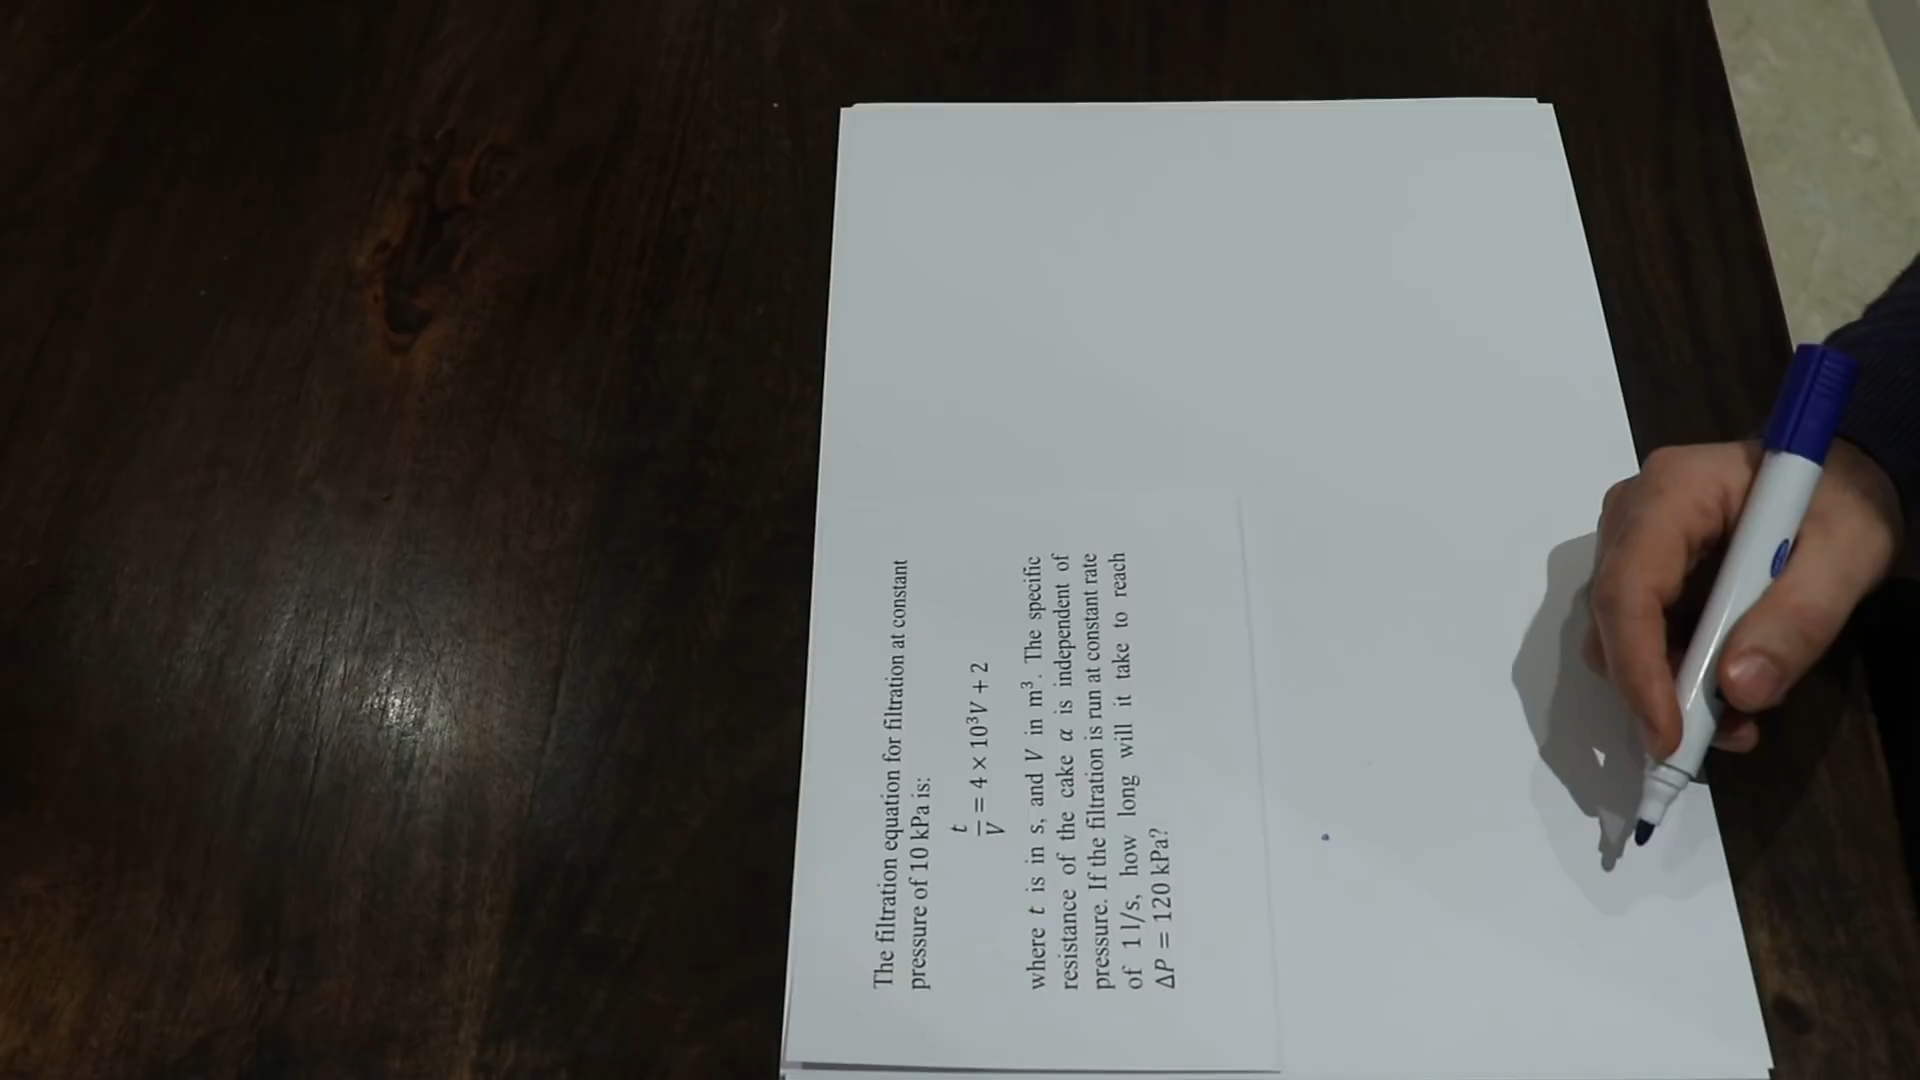 The filtration equation for filtration at constant
pressure of 10 kPa is:
t/V = 4 × 10³V + 2
where t is in s, and V in m³. The specific
resistance of the cake α is independent of
pressure. If the filtration is run at constant rate
of 1 l/s, how long will it take to reach
ΔP = 120 kPa?